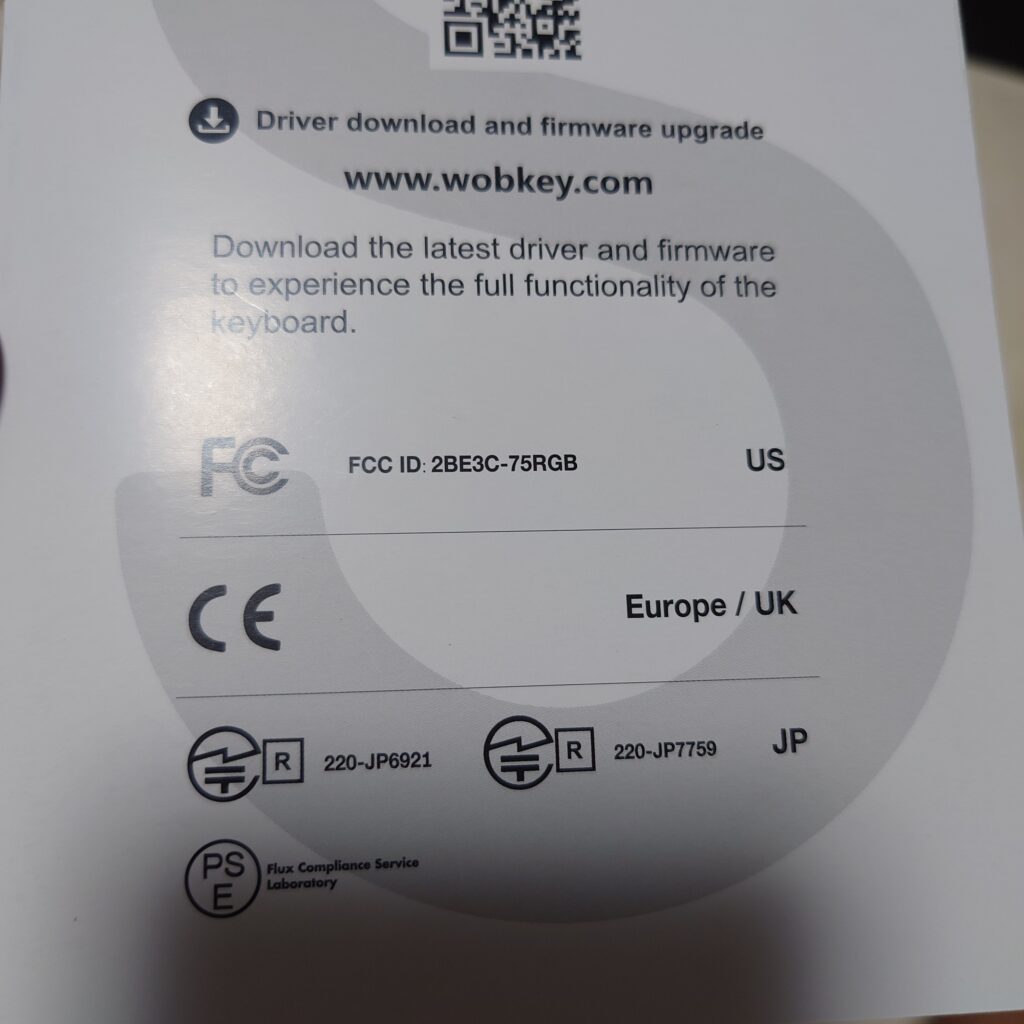 Driver download and firmware upgrade
www.wobkey.com
Download the latest driver and firmware
to experience the full functionality of the
keyboard.
FC FCC ID: 2BE3C-75RGB US
CE Europe / UK
R 220-JP6921 R 220-JP7759 JP
PS
E
Flux Compliance Service
Laboratory